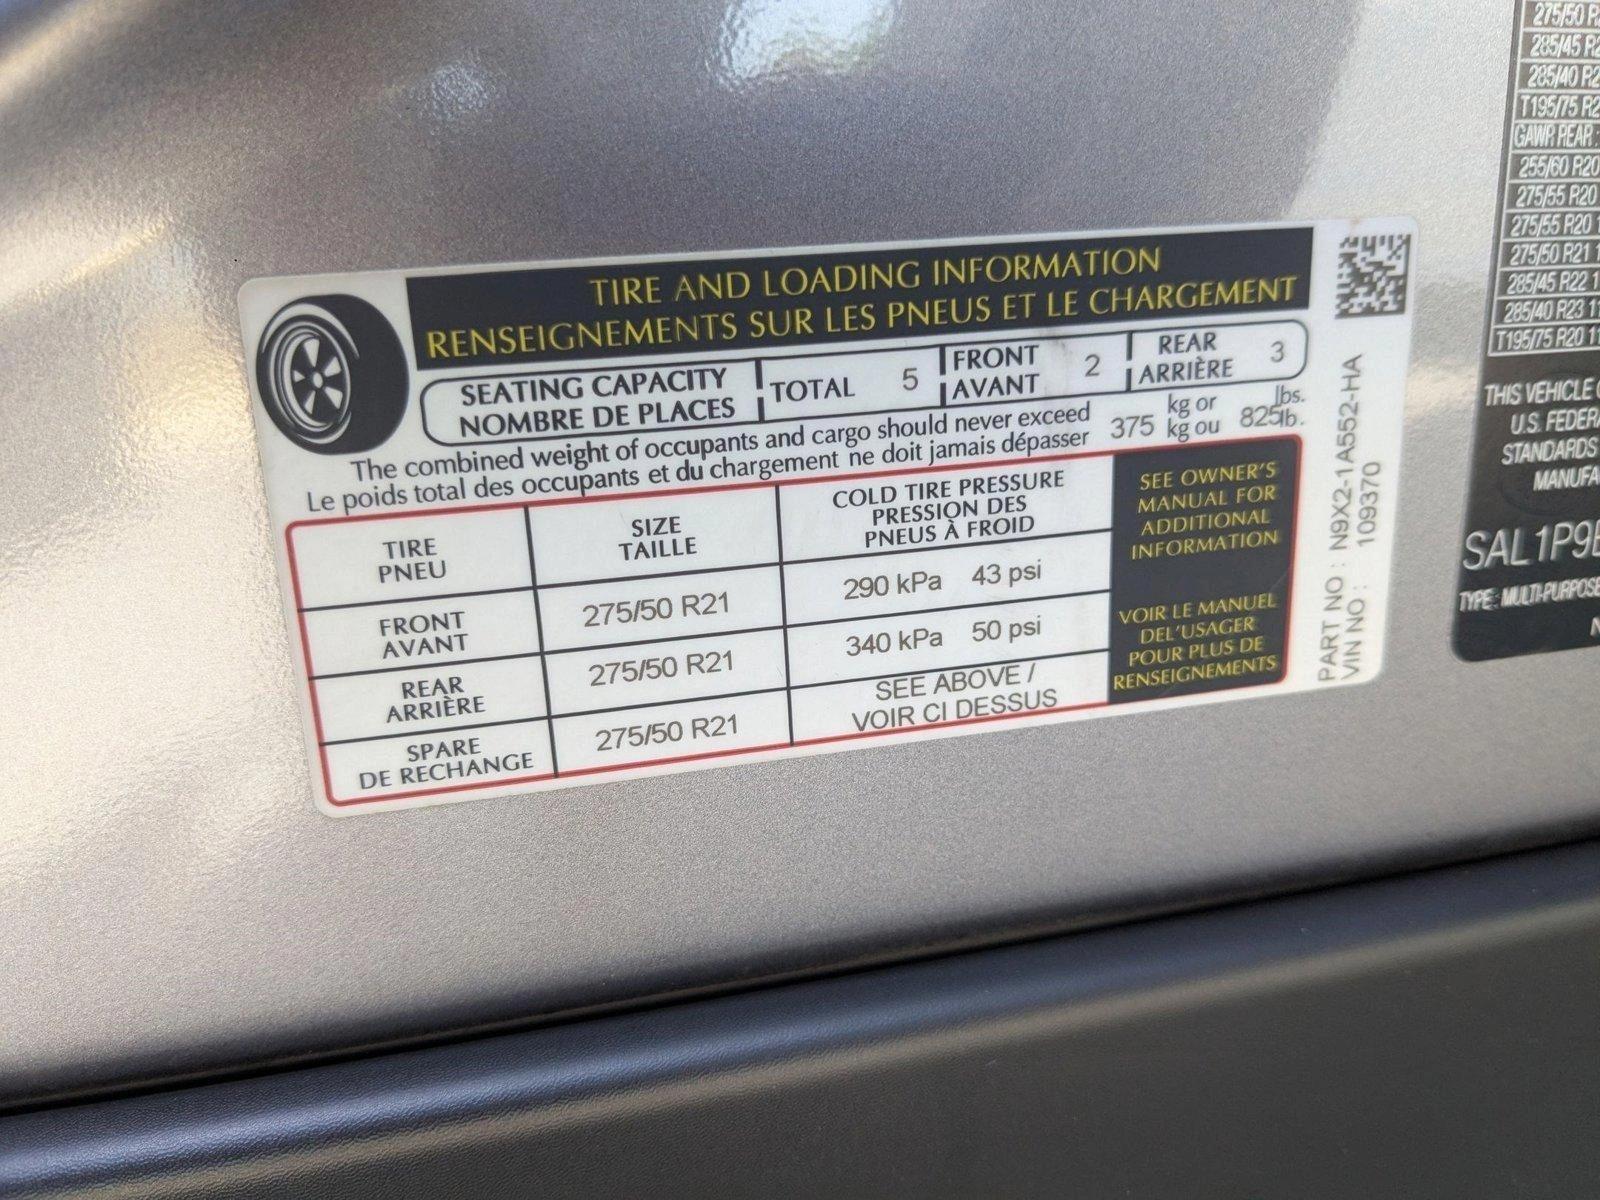 TIRE AND LOADING INFORMATION
RENSEIGNEMENTS SUR LES PNEUS ET LE CHARGEMENT
SEATING CAPACITY
NOMBRE DE PLACES
TOTAL 5
FRONT
AVANT
2
REAR
ARRIÈRE
3
The combined weight of occupants and cargo should never exceed 375 kg or 825 lbs.
Le poids total des occupants et du chargement ne doit jamais dépasser kg ou lb.
TIRE
PNEU
SIZE
TAILLE
COLD TIRE PRESSURE
PRESSION DES
PNEUS À FROID
FRONT
AVANT
275/50 R21
290 kPa 43 psi
REAR
ARRIÈRE
275/50 R21
340 kPa 50 psi
SPARE
DE RECHANGE
275/50 R21
SEE ABOVE /
VOIR CI DESSUS
SEE OWNER'S
MANUAL FOR
ADDITIONAL
INFORMATION
VOIR LE MANUEL
DEL'USAGER
POUR PLUS DE
RENSEIGNEMENTS
PART NO : N9X2-1A552-HA
VIN NO : 109370
275/50
285/45
285/40
T195/75
GAWR REAR :
255/60 R20
275/55 R20
275/55 R20 1
275/50 R21 1
285/45 R22 1
285/40 R23 11
T195/75 R20 11
THIS VEHICLE
U.S. FEDER
STANDARDS
MANUFA
SAL1P9
TYPE: MULTI-PURPOSE